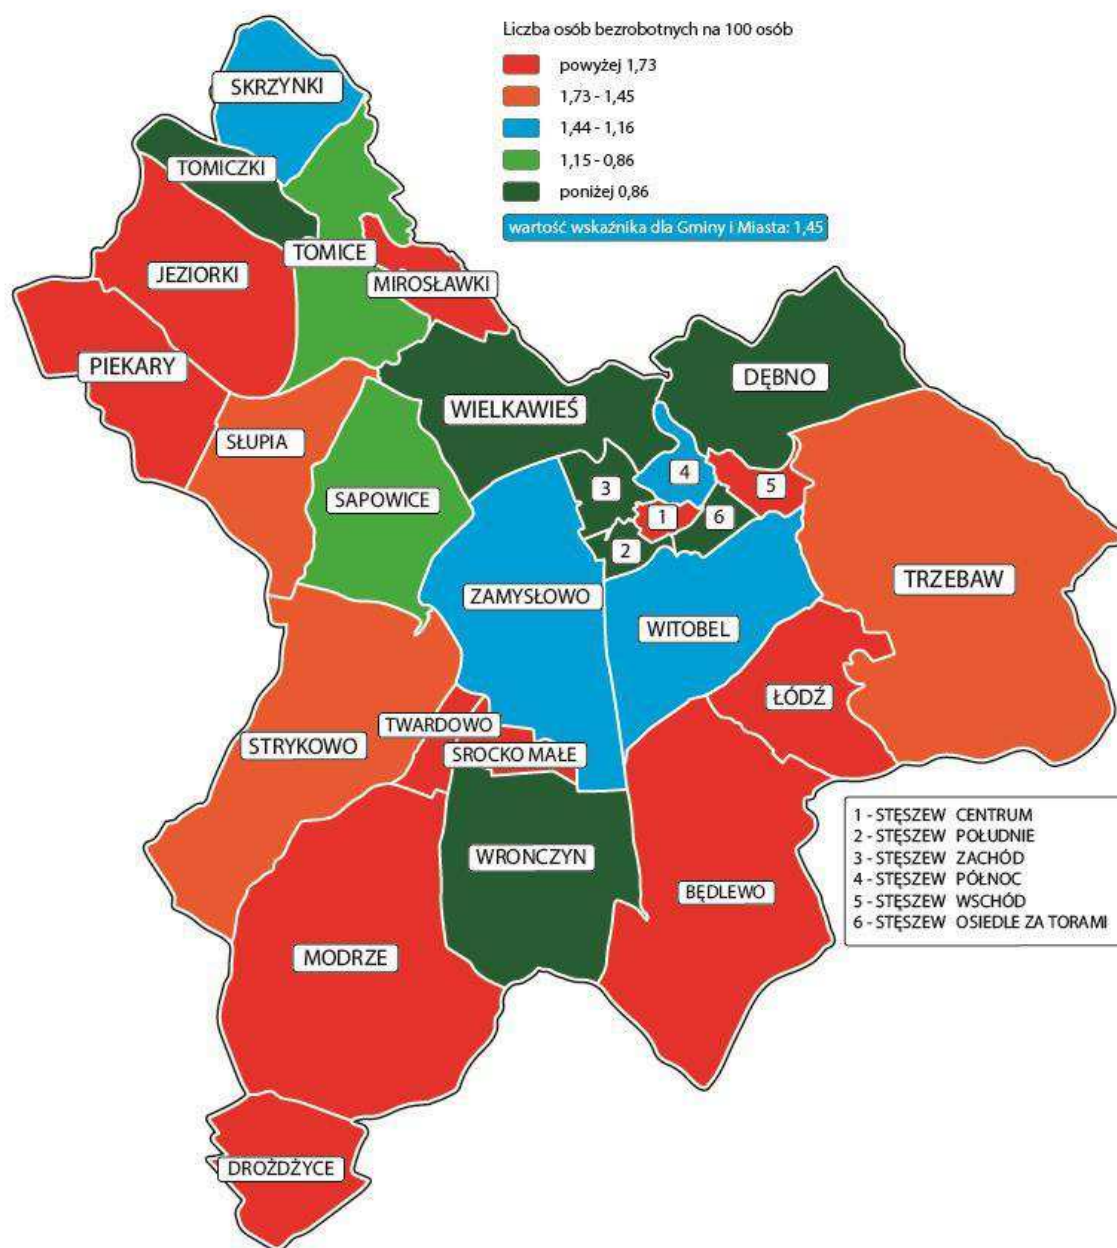 Liczba osób bezrobotnych na 100 osób
powyżej 1,73
1,73 - 1,45
1,44 - 1,16
1,15 - 0,86
poniżej 0,86
wartość wskaźnika dla Gminy i Miasta: 1,45
SKRZYNKI
TOMICZKI
TOMICE
JEZIORKI
MIROSŁAWKI
PIEKARY
DĘBNO
WIELKAWIEŚ
SŁUPIA
SAPOWICE
3
4
5
1
6
2
TRZEBAW
ZAMYSŁOWO
WITOBEL
ŁÓDŹ
TWARDOWO
STRYKOWO
SROCKO MAŁE
WRONCZYN
BĘDLEWO
MODRZE
DROŻDŻYCE
1 - STĘSZEW CENTRUM
2 - STĘSZEW POŁUDNIE
3 - STĘSZEW ZACHÓD
4 - STĘSZEW PÓŁNOC
5 - STĘSZEW WSCHÓD
6 - STĘSZEW OSIEDLE ZA TORAMI